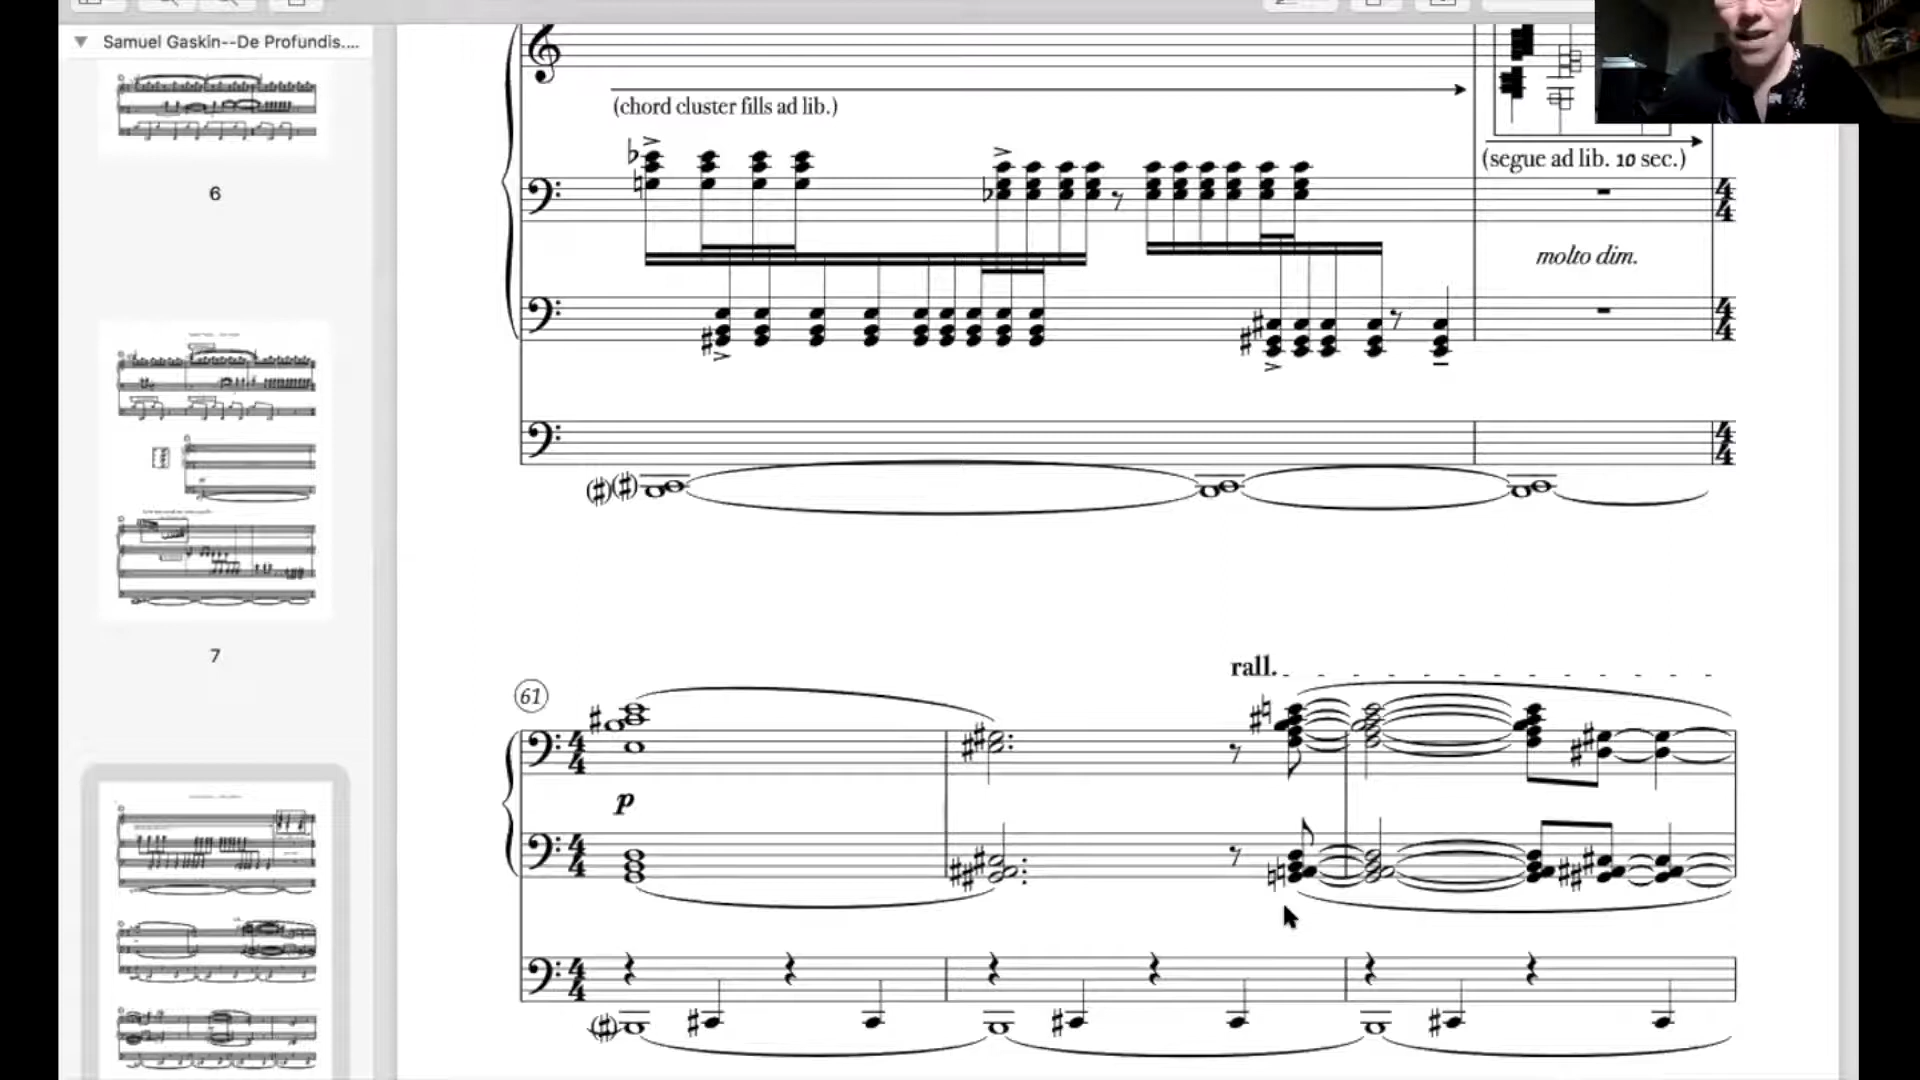 Samuel Gaskin--De Profundis....
6
7
(chord cluster fills ad lib.)
(segue ad lib. 10 sec.)
molto dim.
rall.
61
p